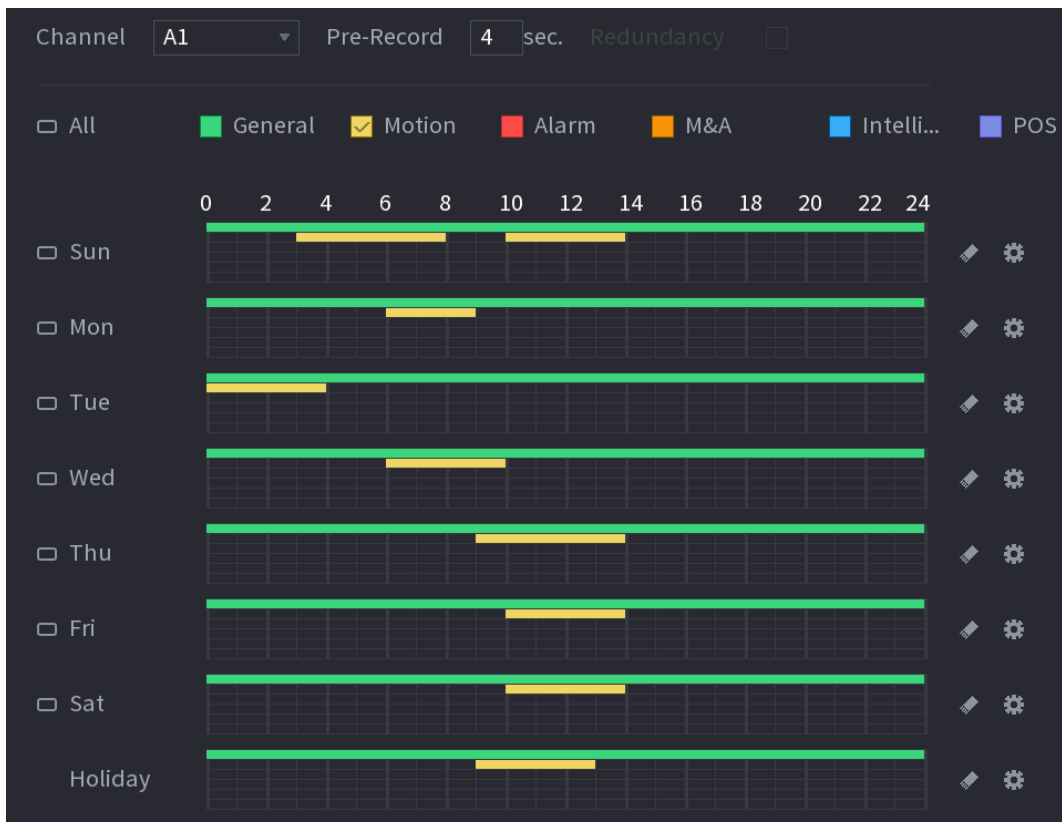 Channel A1 Pre-Record 4 sec. Redundancy
All General Motion Alarm M&A Intelli... POS
0 2 4 6 8 10 12 14 16 18 20 22 24
Sun
Mon
Tue
Wed
Thu
Fri
Sat
Holiday